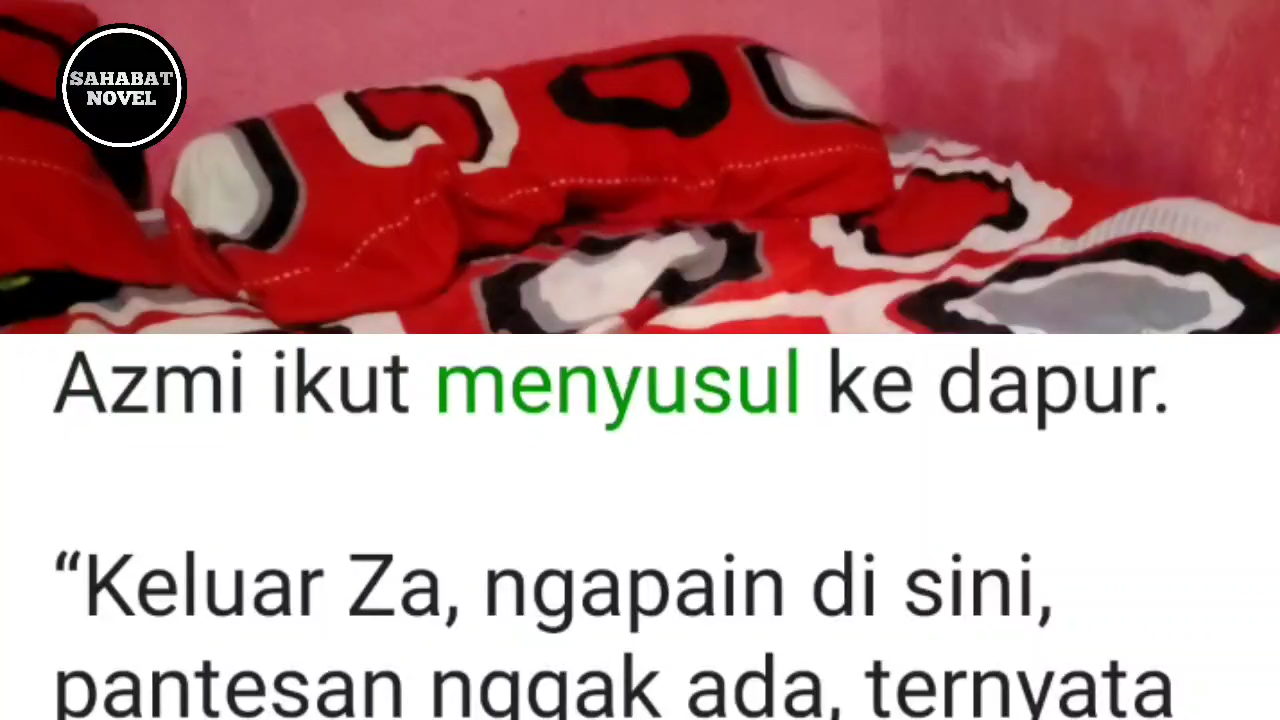 SAHABAT
NOVEL
Azmi ikut menyusul ke dapur.
“Keluar Za, ngapain di sini,
pantesan nggak ada, ternyata